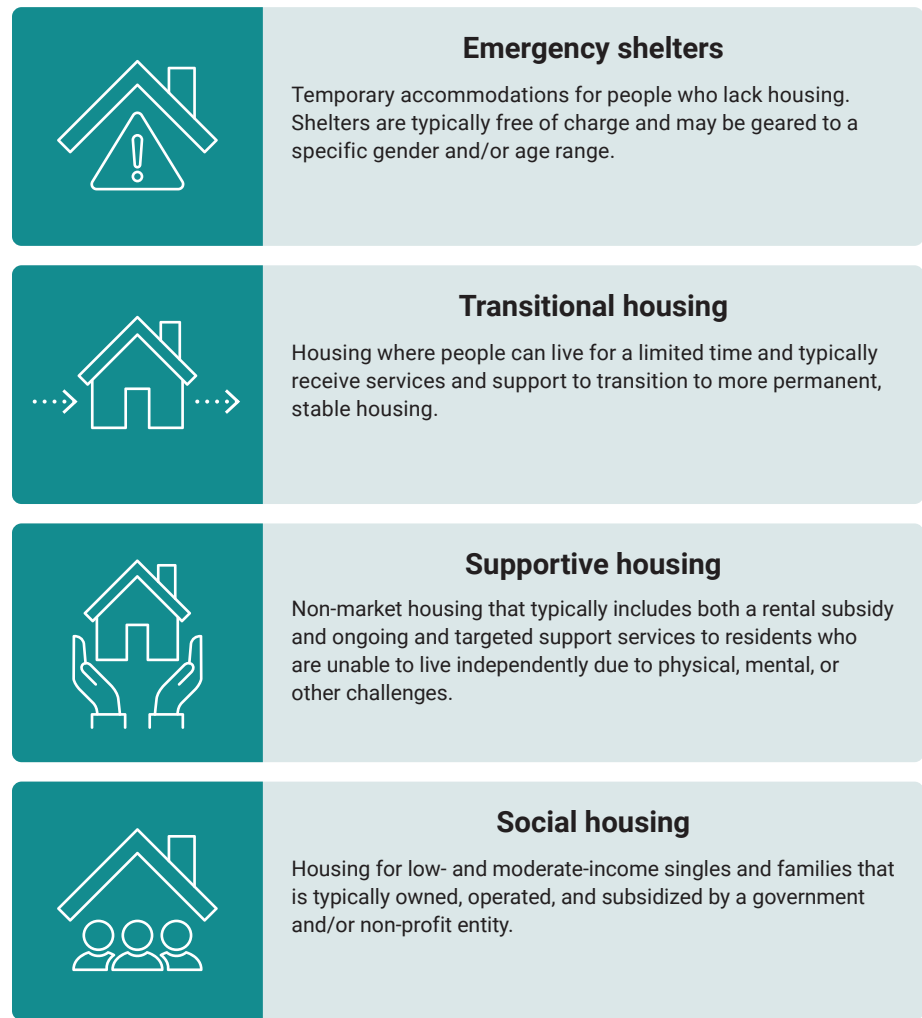 Emergency shelters
Temporary accommodations for people who lack housing.
Shelters are typically free of charge and may be geared to a
specific gender and/or age range.
Transitional housing
Housing where people can live for a limited time and typically
receive services and support to transition to more permanent,
stable housing.
Supportive housing
Non-market housing that typically includes both a rental subsidy
and ongoing and targeted support services to residents who
are unable to live independently due to physical, mental, or
other challenges.
Social housing
Housing for low- and moderate-income singles and families that
is typically owned, operated, and subsidized by a government
and/or non-profit entity.